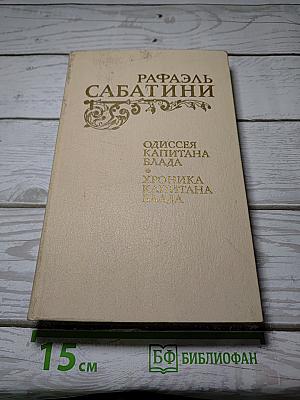 РАФАЭЛЬ
САБАТИНИ
ОДИССЕЯ
КАПИТАНА
БЛАДА
ХРОНИКА
КАПИТАНА
БЛАДА
15 см
БФ БИБЛИОФАН